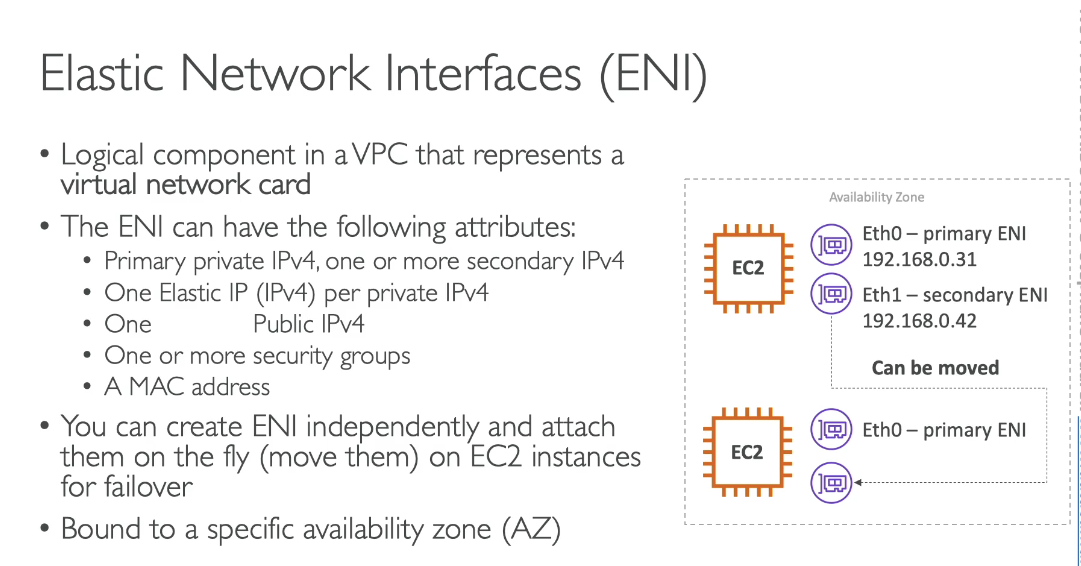 Elastic Network Interfaces (ENI)
• Logical component in a VPC that represents a
virtual network card
• The ENI can have the following attributes:
• Primary private IPv4, one or more secondary IPv4
• One Elastic IP (IPv4) per private IPv4
• One Public IPv4
• One or more security groups
• A MAC address
• You can create ENI independently and attach
them on the fly (move them) on EC2 instances
for failover
• Bound to a specific availability zone (AZ)
Availability Zone
EC2
Eth0 – primary ENI
192.168.0.31
Eth1 – secondary ENI
192.168.0.42
Can be moved
EC2
Eth0 – primary ENI